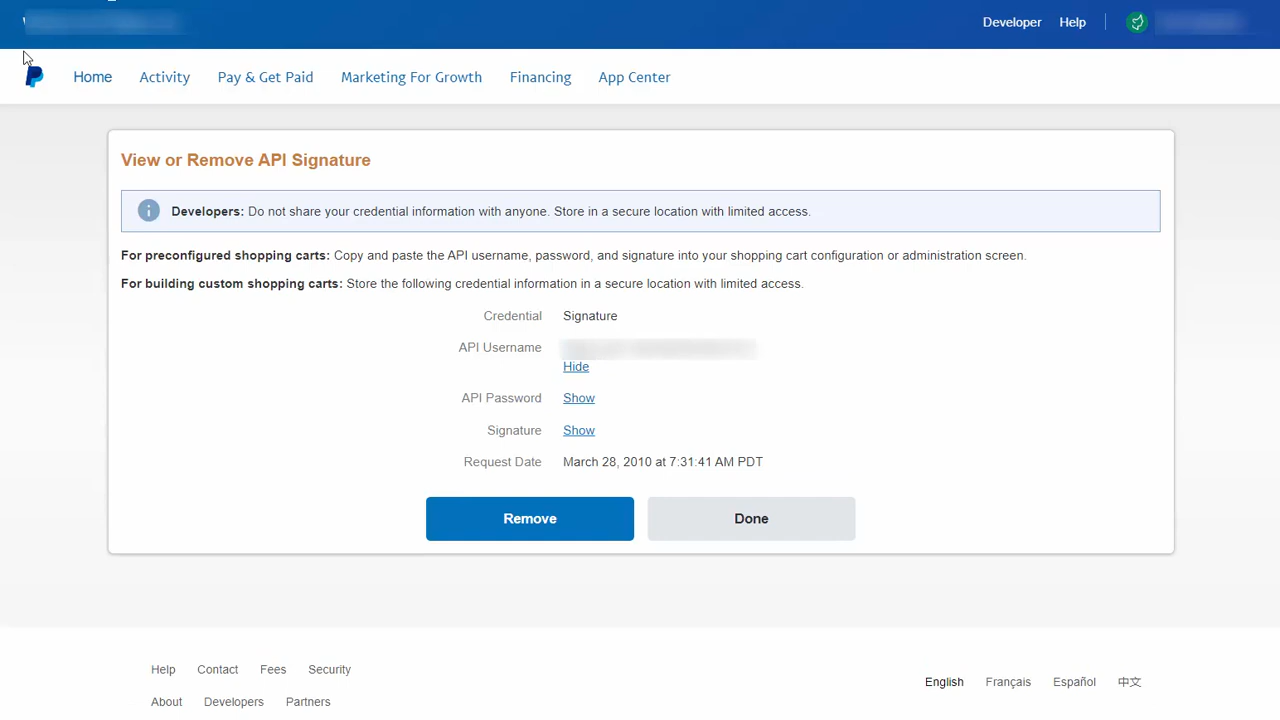 Developer Help
Home Activity Pay & Get Paid Marketing For Growth Financing App Center
View or Remove API Signature
Developers: Do not share your credential information with anyone. Store in a secure location with limited access.
For preconfigured shopping carts: Copy and paste the API username, password, and signature into your shopping cart configuration or administration screen.
For building custom shopping carts: Store the following credential information in a secure location with limited access.
Credential Signature
API Username
Hide
API Password Show
Signature Show
Request Date March 28, 2010 at 7:31:41 AM PDT
Remove Done
Help Contact Fees Security
English Français Español 中文
About Developers Partners